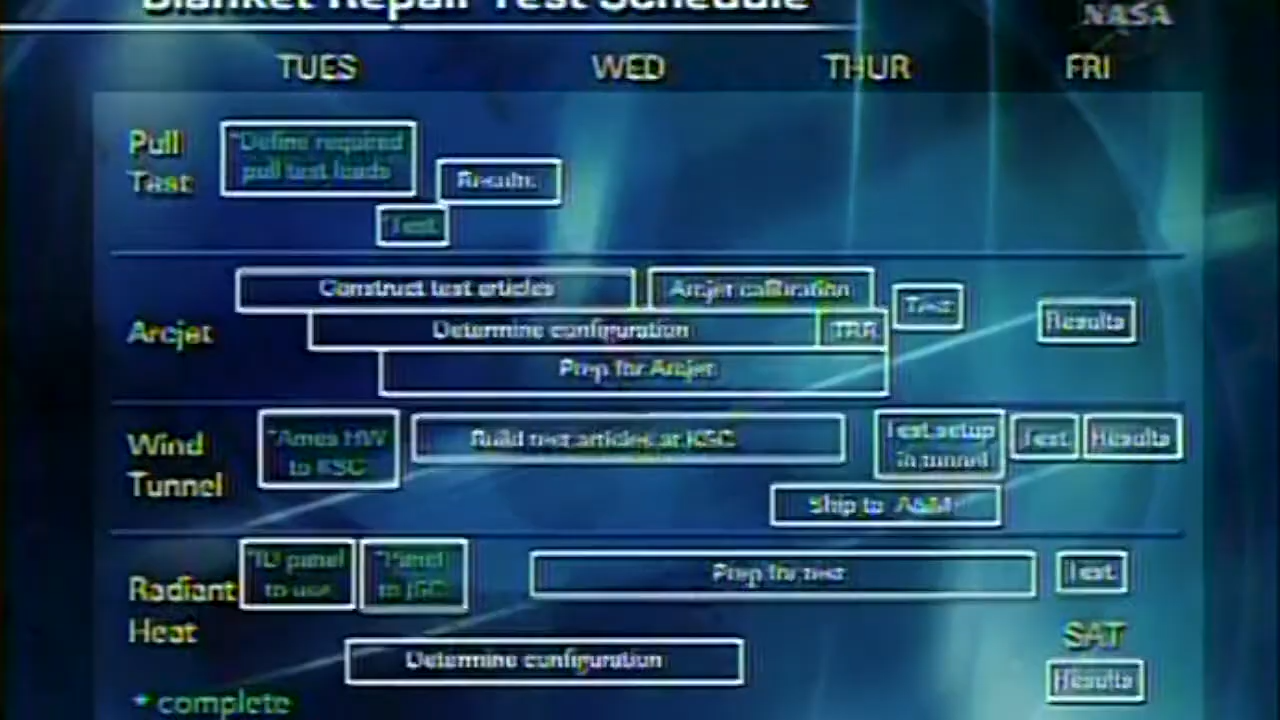 Blanket Repair Test Schedule
NASA
TUES WED THUR FRI
Pull
Test
*Define required
pull test loads
Results
*Test
Arcjet
Construct test articles
Arcjet calibration
Test
Results
Determine configuration
TRR
Prep for Arcjet
Wind
Tunnel
*Ames HW
to KSC
Build test articles at KSC
Test setup
in tunnel
Test
Results
Ship to A&M
Radiant
Heat
*ID panel
to use
*Panel
to JSC
Prep for test
Test
Determine configuration
SAT
Results
* complete